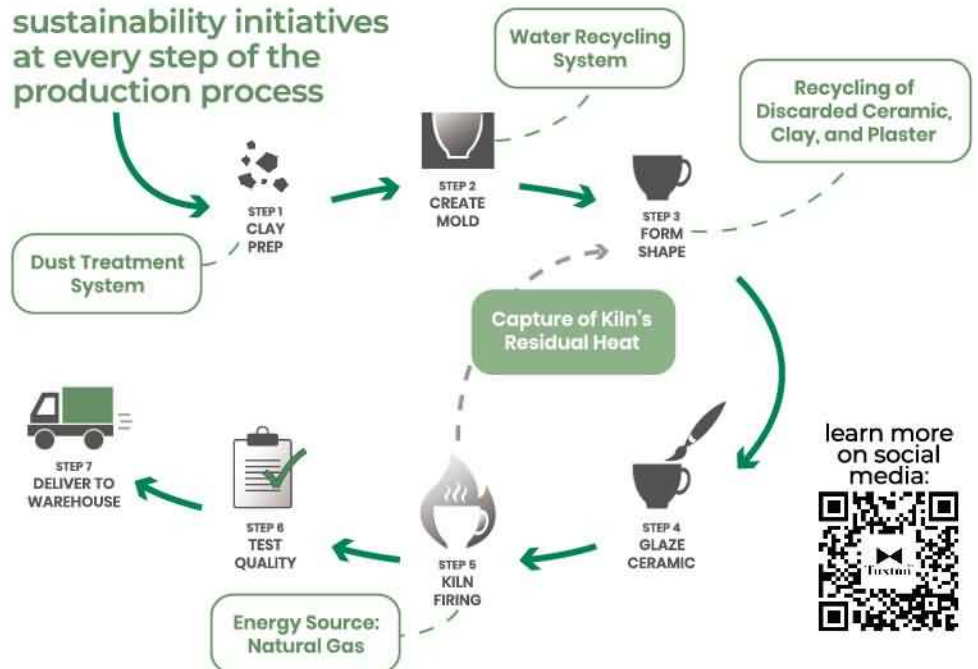 sustainability initiatives
at every step of the
production process
Water Recycling
System
Recycling of
Discarded Ceramic,
Clay, and Plaster
STEP 1
CLAY
PREP
STEP 2
CREATE
MOLD
STEP 3
FORM
SHAPE
Dust Treatment
System
Capture of Kiln's
Residual Heat
STEP 4
GLAZE
CERAMIC
STEP 5
KILN
FIRING
Energy Source:
Natural Gas
STEP 6
TEST
QUALITY
STEP 7
DELIVER TO
WAREHOUSE
learn more
on social
media: